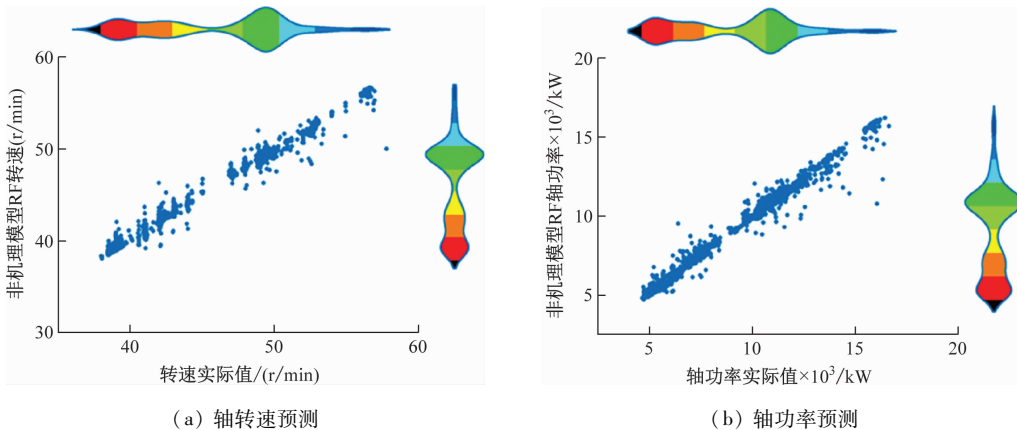 60
50
40
30
40
50
60
非机理模型RF转速(r/min)
转速实际值/(r/min)
(a) 轴转速预测
20
15
10
5
5
10
15
20
非机理模型RF轴功率×10³/kW
轴功率实际值×10³/kW
(b) 轴功率预测